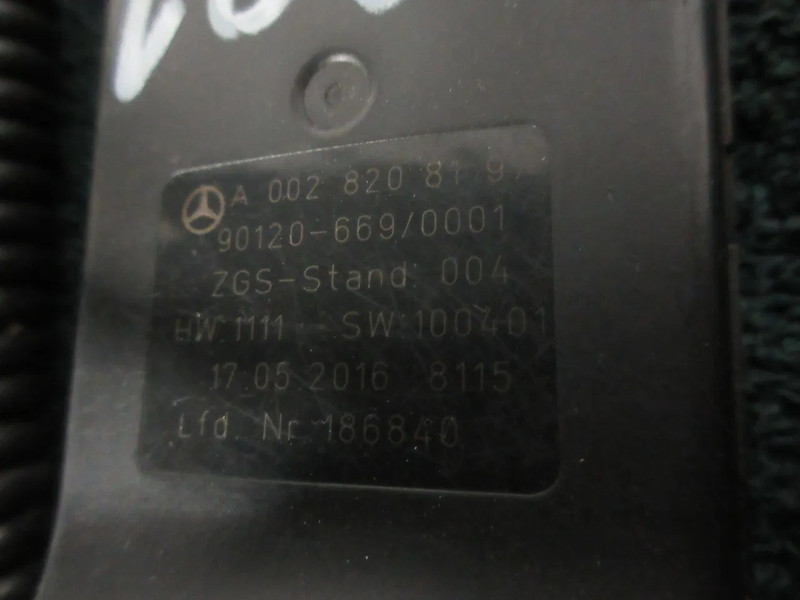 A 002 820 81 97
90120-669/0001
ZGS-Stand: 004
HW:1111 SW:100401
17.05.2016 8115
Lfd. Nr.186840